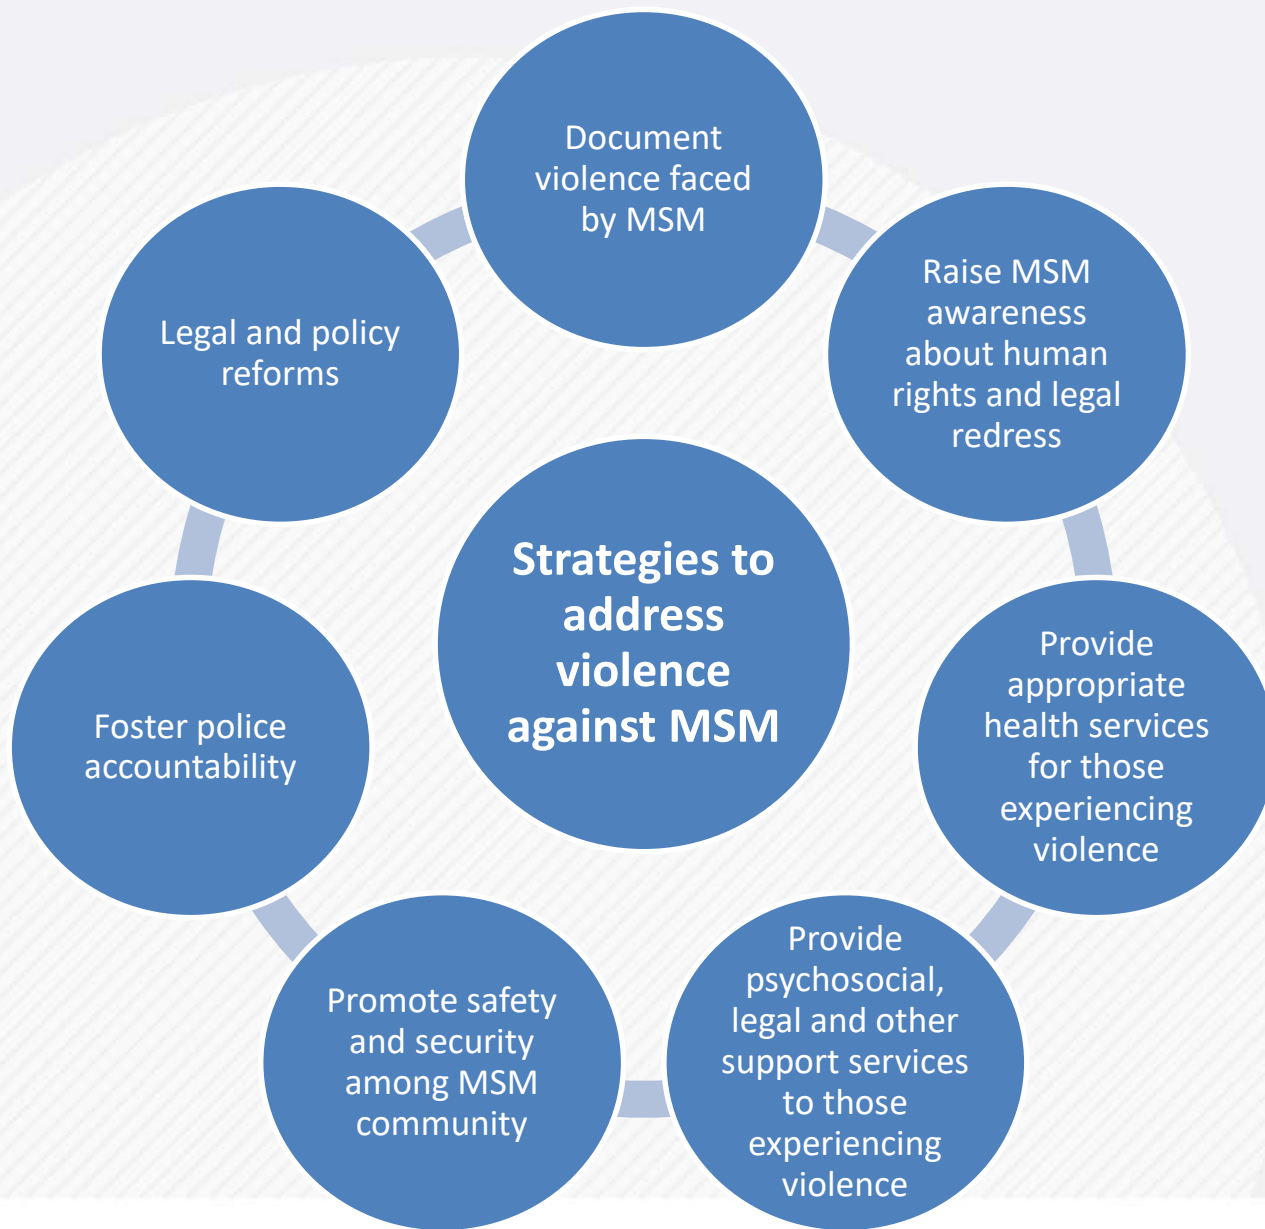 Document
violence faced
by MSM
Raise MSM
awareness
about human
rights and legal
redress
Provide
appropriate
health services
for those
experiencing
violence
Provide
psychosocial,
legal and other
support services
to those
experiencing
violence
Promote safety
and security
among MSM
community
Foster police
accountability
Legal and policy
reforms
Strategies to
address
violence
against MSM